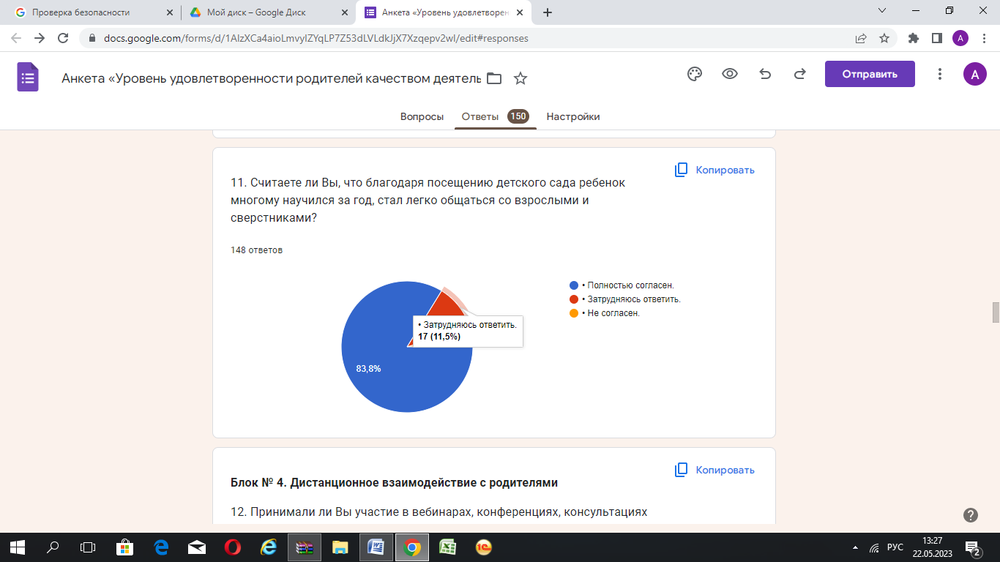 Проверка безопасности
Мой диск – Google Диск
Анкета «Уровень удовлетворен
docs.google.com/forms/d/1AlzXCa4aioLmvylZYqLP7Z53dLVLdkJjX7Xzqepv2wI/edit#responses
А
Анкета «Уровень удовлетворенности родителей качеством деятель
Отправить
А
Вопросы
Ответы 150
Настройки
Копировать
11. Считаете ли Вы, что благодаря посещению детского сада ребенок
многому научился за год, стал легко общаться со взрослыми и
сверстниками?
148 ответов
• Полностью согласен.
• Затрудняюсь ответить.
• Не согласен.
• Затрудняюсь ответить.
17 (11,5%)
83,8%
Копировать
Блок № 4. Дистанционное взаимодействие с родителями
12. Принимали ли Вы участие в вебинарах, конференциях, консультациях
РУС
13:27
22.05.2023
2